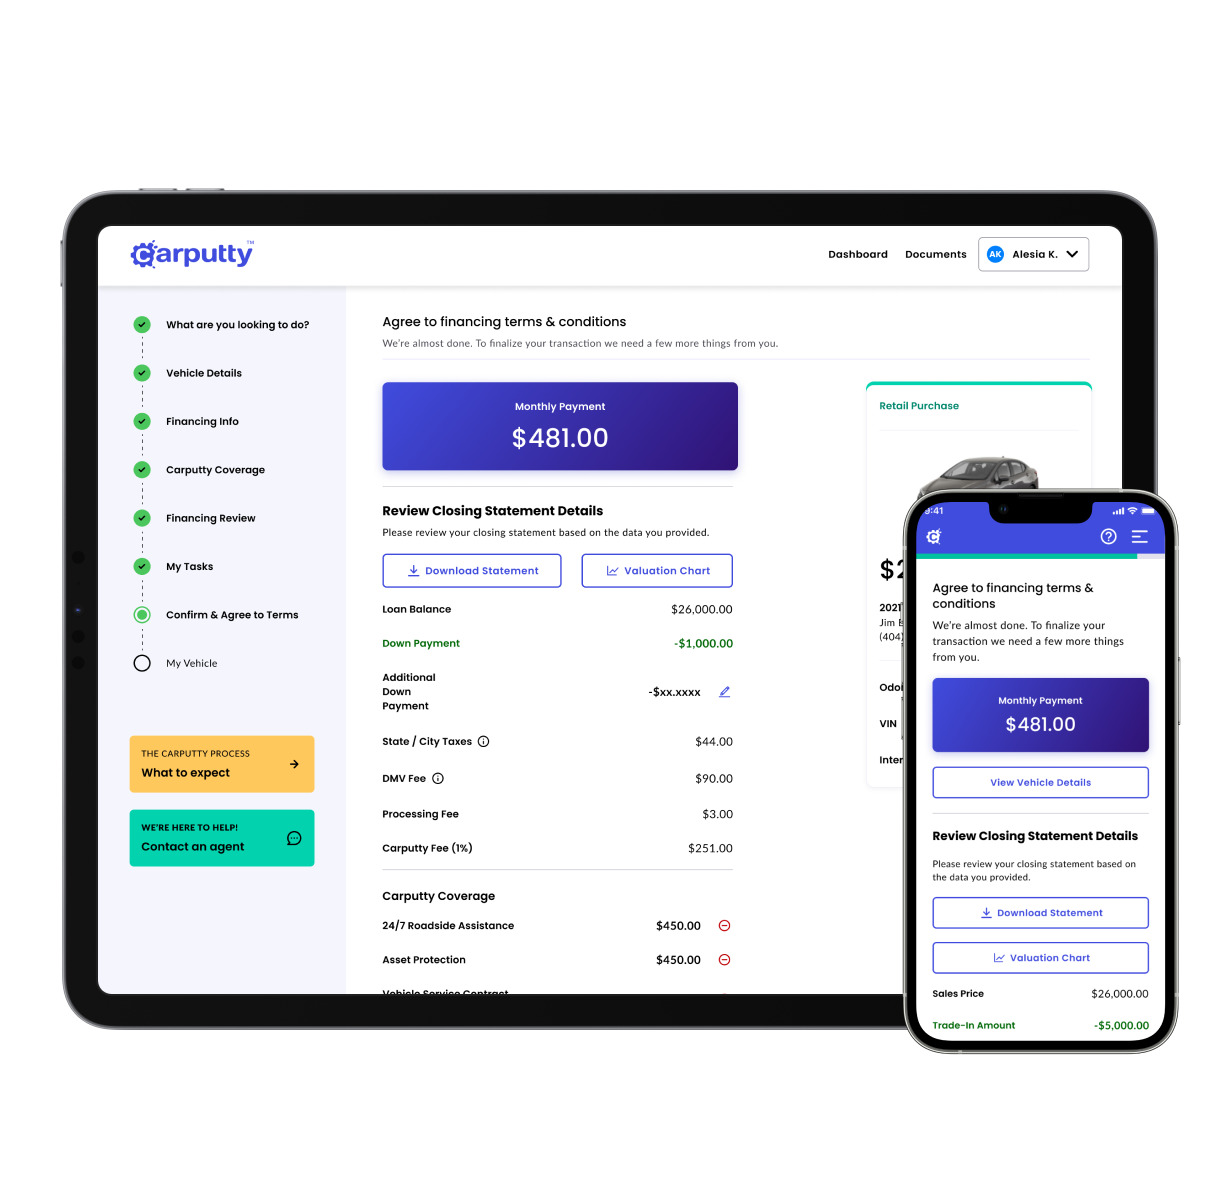 Carputty™
Dashboard
Documents
AK
Alesia K.
What are you looking to do?
Vehicle Details
Financing Info
Carputty Coverage
Financing Review
My Tasks
Confirm & Agree to Terms
My Vehicle
THE CARPUTTY PROCESS
What to expect
WE'RE HERE TO HELP!
Contact an agent
Agree to financing terms & conditions
We're almost done. To finalize your transaction we need a few more things from you.
Monthly Payment
$481.00
Review Closing Statement Details
Please review your closing statement based on the data you provided.
Download Statement
Valuation Chart
Loan Balance
$26,000.00
Down Payment
-$1,000.00
Additional
Down
Payment
-$xx.xxxx
State / City Taxes
$44.00
DMV Fee
$90.00
Processing Fee
$3.00
Carputty Fee (1%)
$251.00
Carputty Coverage
24/7 Roadside Assistance
$450.00
Asset Protection
$450.00
Vehicle Service Contract
Retail Purchase
$2
2021
Jim
(404)
VIN
9:41
Agree to financing terms &
conditions
We're almost done. To finalize your
transaction we need a few more things
from you.
Monthly Payment
$481.00
View Vehicle Details
Review Closing Statement Details
Please review your closing statement based on
the data you provided.
Download Statement
Valuation Chart
Sales Price
$26,000.00
Trade-In Amount
-$5,000.00